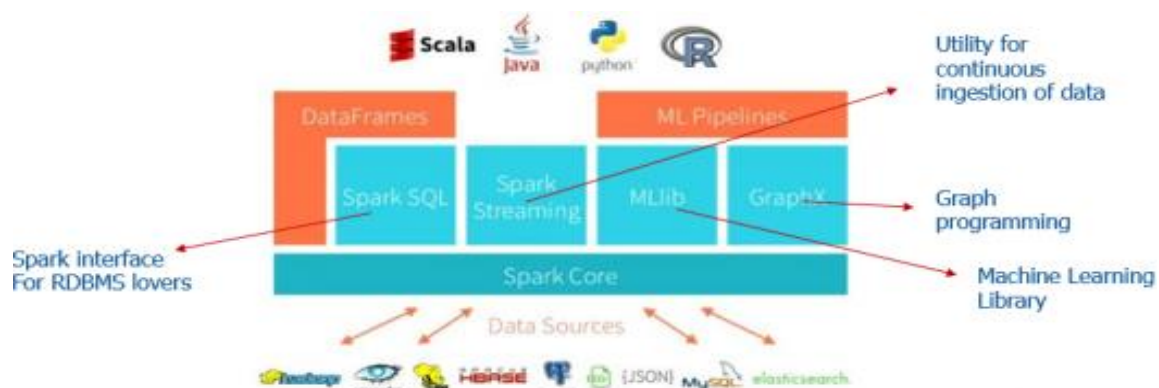 Scala
Java
python
R
Utility for
continuous
ingestion of data
DataFrames
ML Pipelines
Spark SQL
Spark
Streaming
MLlib
GraphX
Graph
programming
Spark interface
For RDBMS lovers
Spark Core
Machine Learning
Library
Data Sources
hadoop
HBASE
{JSON}
MySQL
elasticsearch.